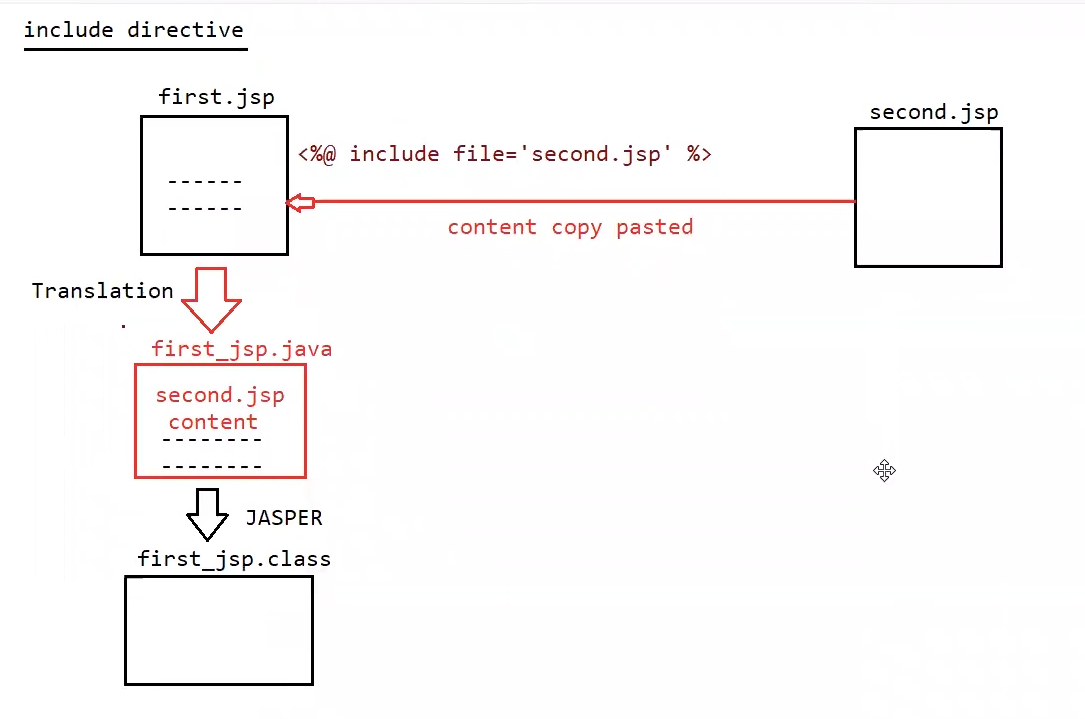 include directive
first.jsp
second.jsp
<%@ include file='second.jsp' %>
------
------
content copy pasted
Translation
first_jsp.java
second.jsp
content
--------
--------
JASPER
first_jsp.class